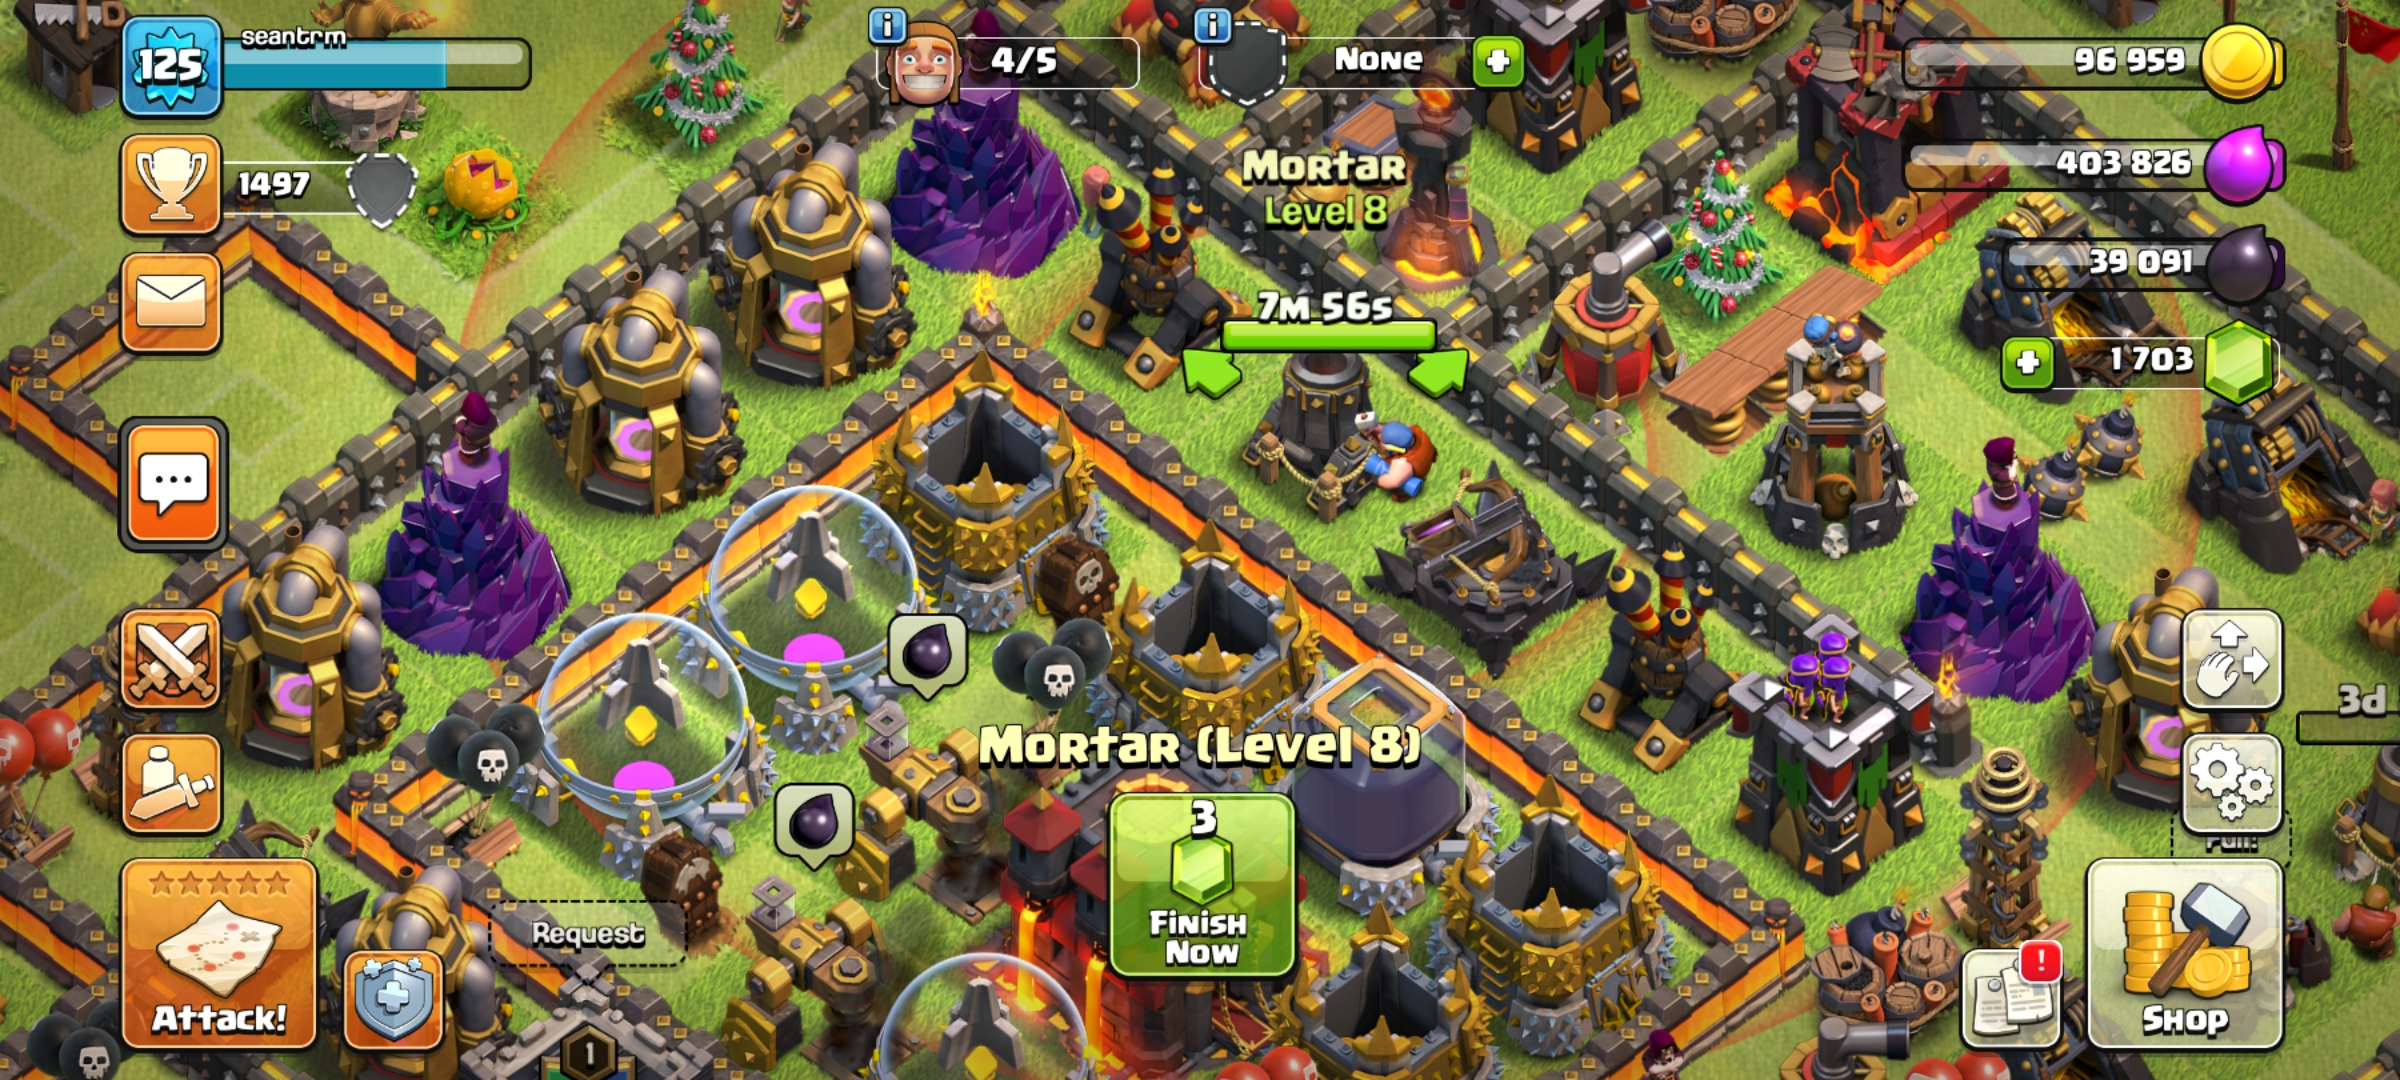 seantrm
125
4/5
None
96 959
1497
403 826
Mortar
Level 8
39 091
7m 56s
1 703
3d
Mortar (Level 8)
3
Finish
Now
Full!
Request
Attack!
1
!
Shop